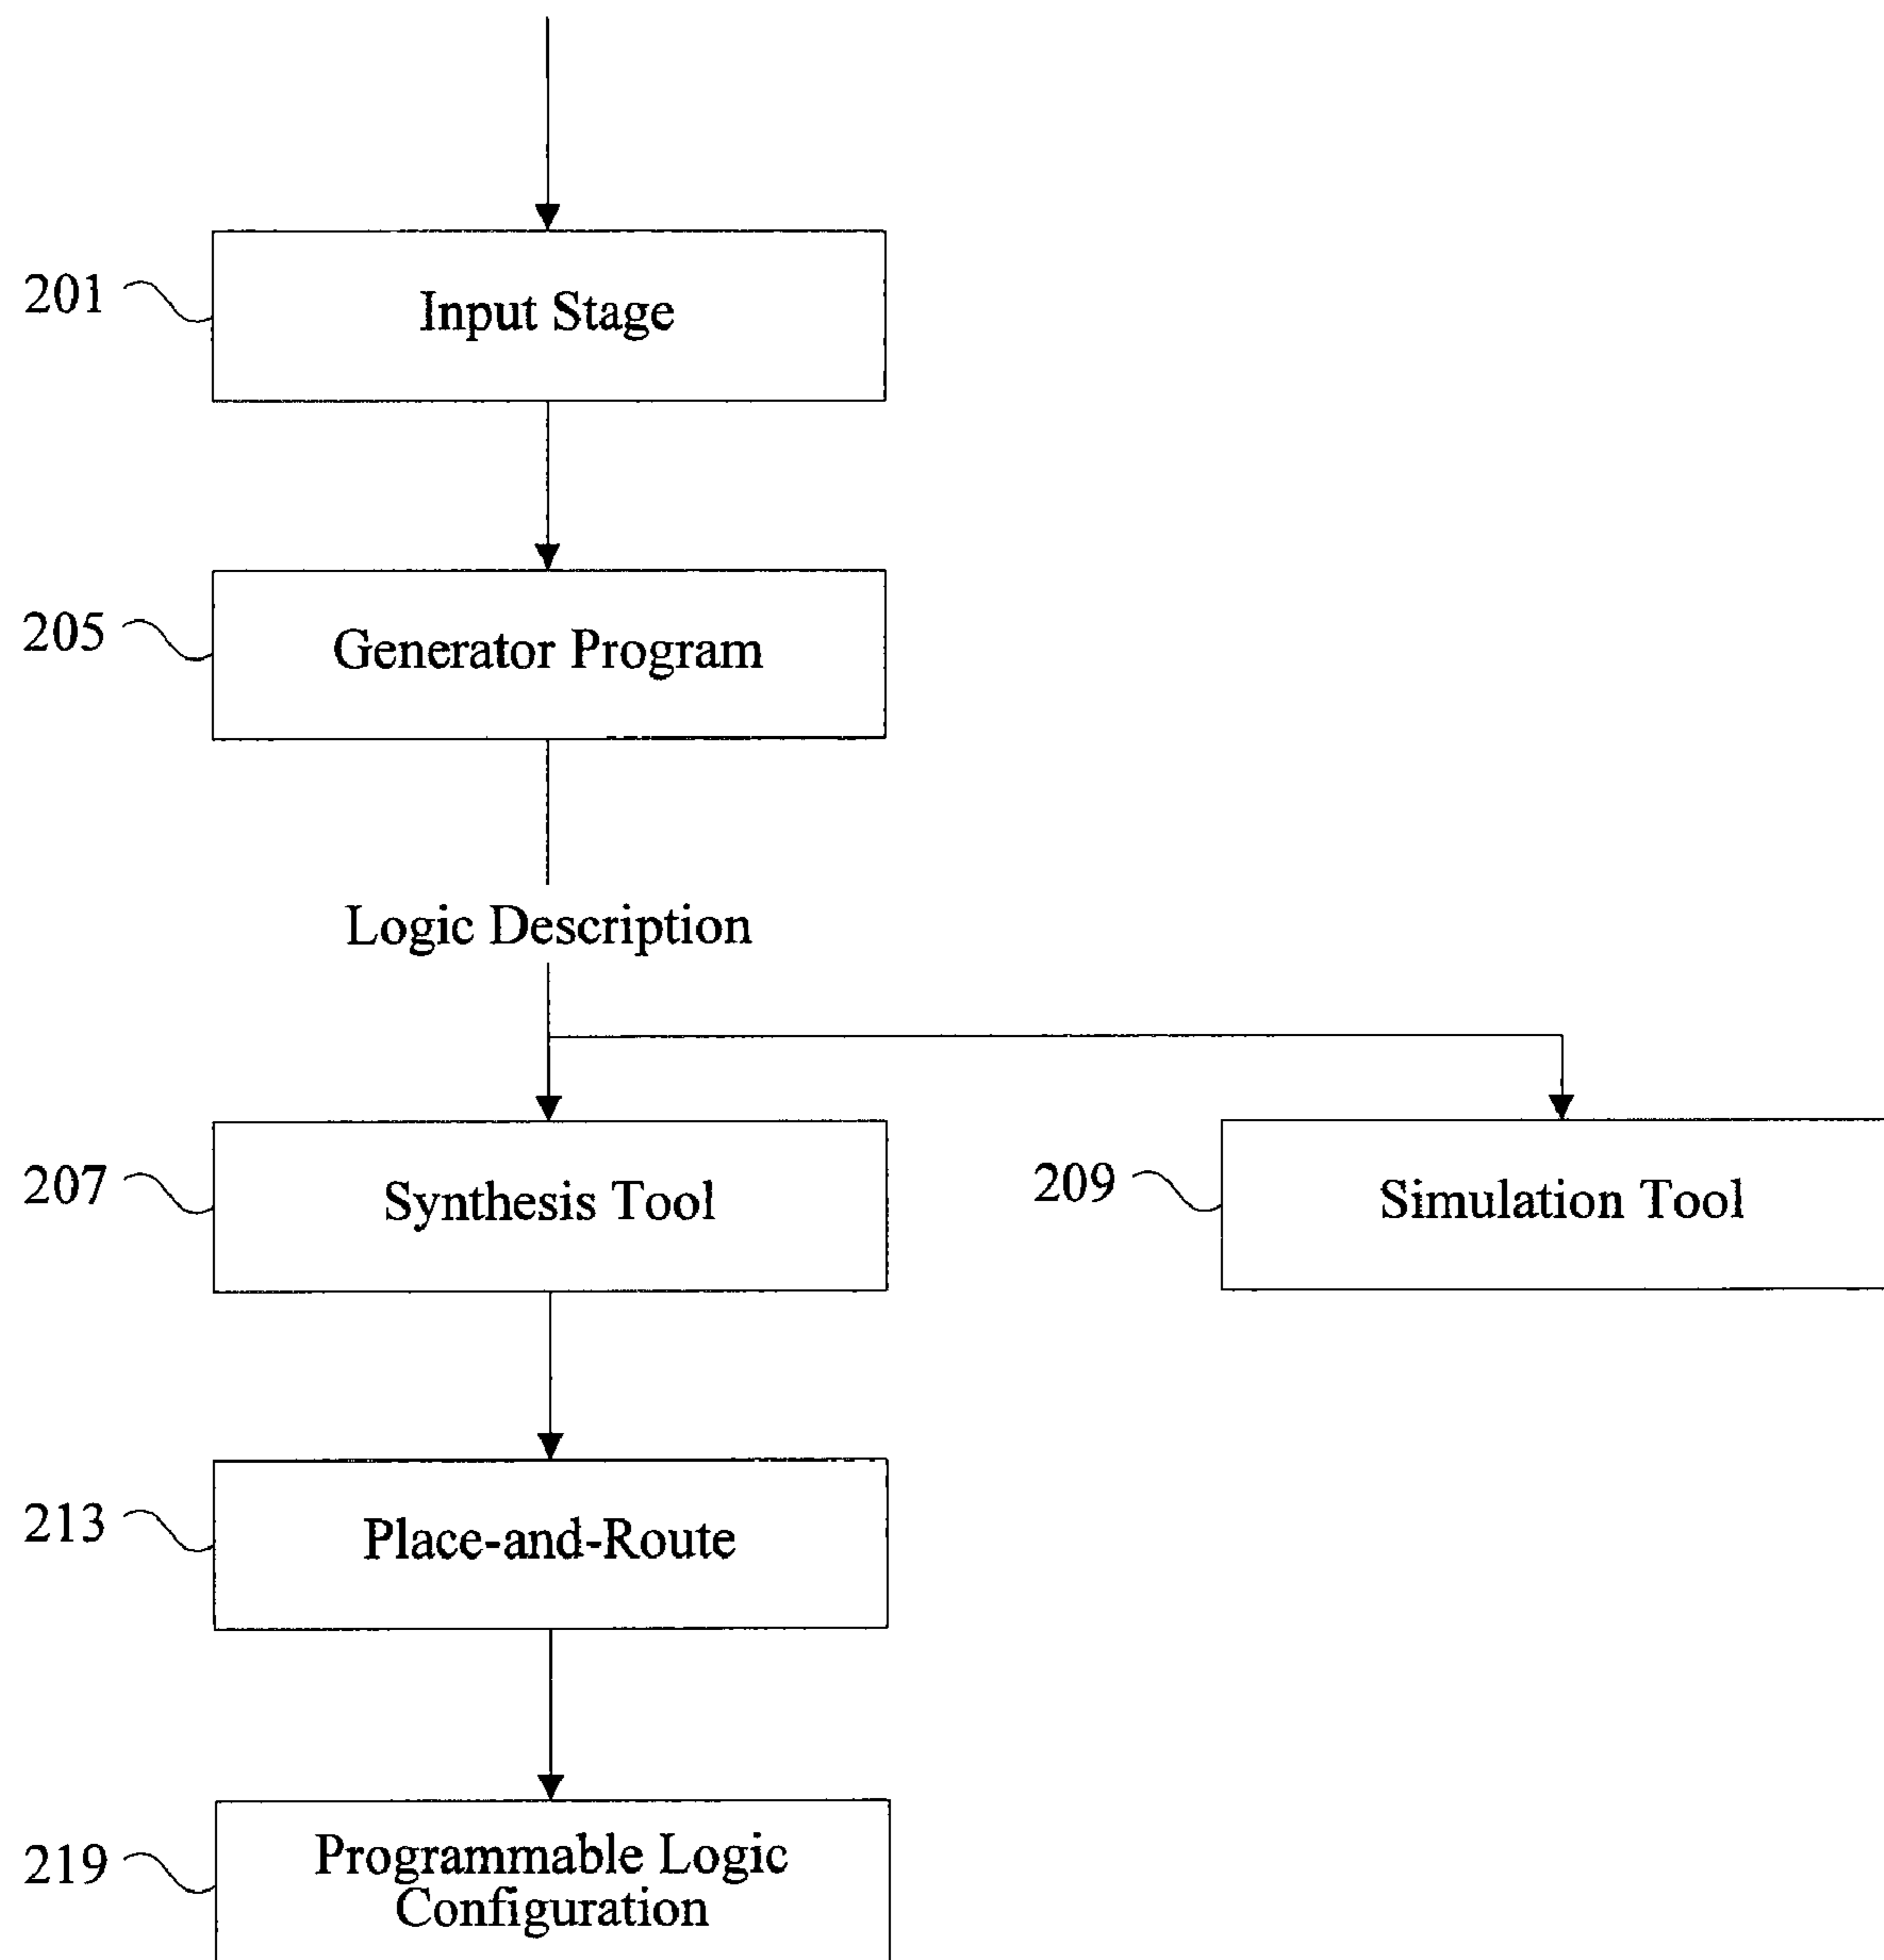 201
Input Stage
205
Generator Program
Logic Description
207
Synthesis Tool
209
Simulation Tool
213
Place-and-Route
219
Programmable Logic
Configuration